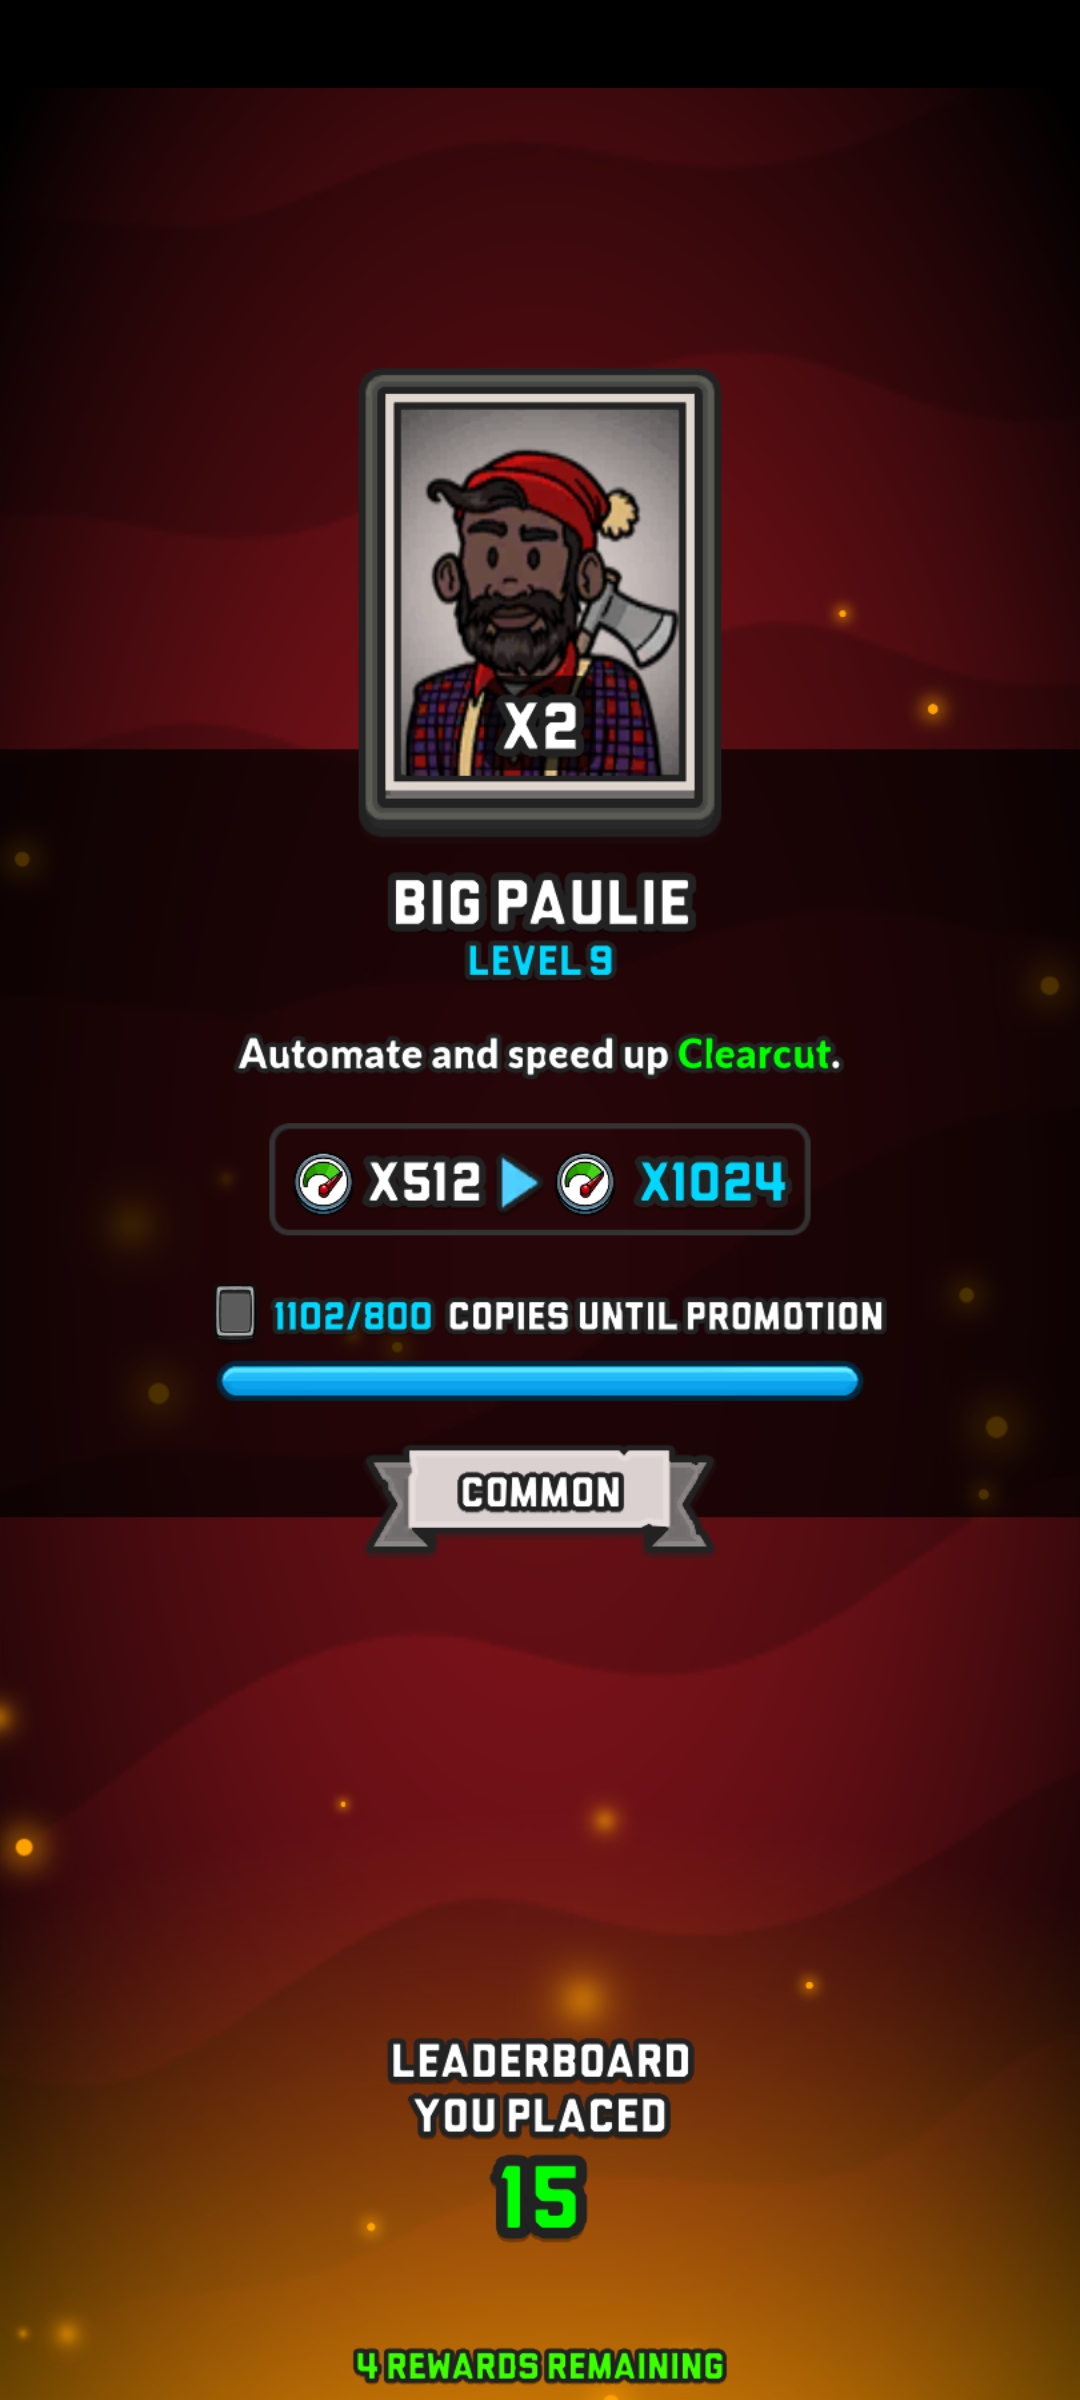 X2
BIG PAULIE
LEVEL 9
Automate and speed up Clearcut.
X512 X1024
1102/800 COPIES UNTIL PROMOTION
COMMON
LEADERBOARD
YOU PLACED
15
4 REWARDS REMAINING